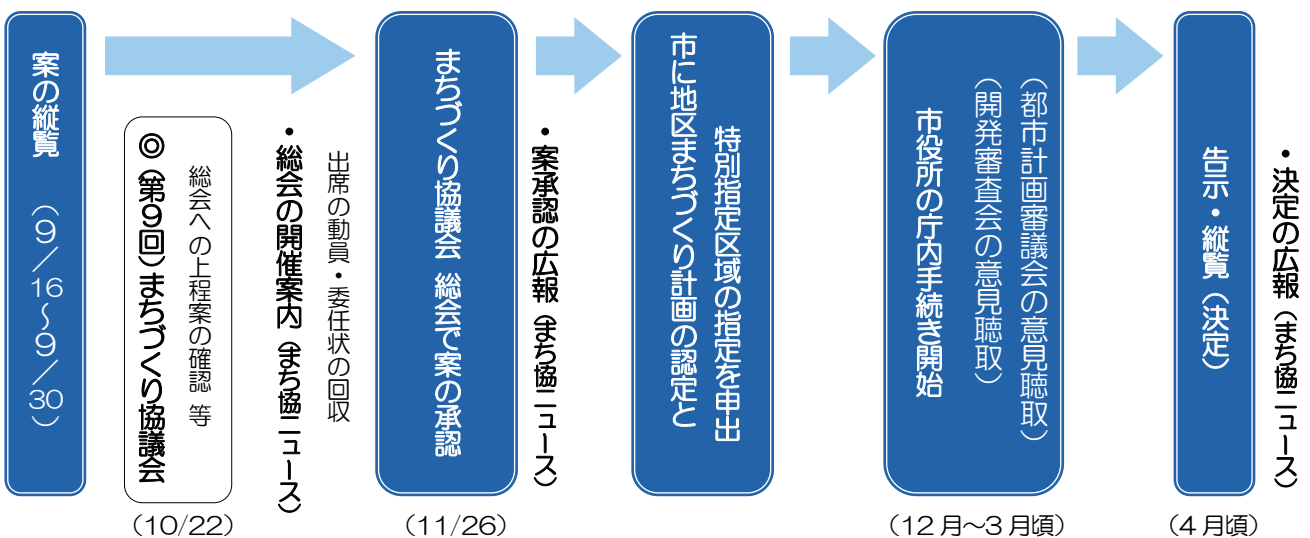 案の縦覧 (9/16~9/30)
◎(第9回)まちづくり協議会
総会への上程案の確認 等
(10/22)
・総会の開催案内(まち協ニュース)
出席の動員・委任状の回収
まちづくり協議会 総会で案の承認
(11/26)
・案承認の広報(まち協ニュース)
市に地区まちづくり計画の認定と
特別指定区域の指定を申出
市役所の庁内手続き開始
(開発審査会の意見聴取)
(都市計画審議会の意見聴取)
(12月~3月頃)
告示・縦覧(決定)
(4月頃)
・決定の広報(まち協ニュース)